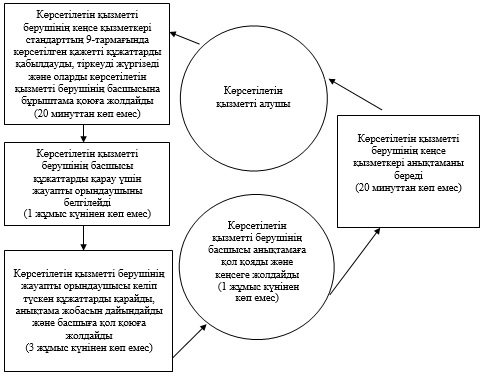 Көрсетілетін қызметті
берушінің кеңсе қызметкері
стандарттың 9-тармағында
көрсетілген қажетті құжаттарды
қабылдауды, тіркеуді жүргізеді
және оларды көрсетілетін
қызметті берушінің басшысына
бұрыштама қоюға жолдайды
(20 минуттан көп емес)
Көрсетілетін
қызметті алушы
Көрсетілетін қызметті
берушінің кеңсе
қызметкері анықтаманы
береді
(20 минуттан көп емес)
Көрсетілетін қызметті
берушінің басшысы
құжаттарды қарау үшін
жауапты орындаушыны
белгілейді
(1 жұмыс күнінен көп емес)
Көрсетілетін
қызметті берушінің
басшысы анықтамаға
қол қояды және
кеңсеге жолдайды
(1 жұмыс күнінен
көп емес)
Көрсетілетін қызметті берушінің
жауапты орындаушысы келіп
түскен құжаттарды қарайды,
анықтама жобасын дайындайды
және басшыға қол қоюға
жолдайды
(3 жұмыс күнінен көп емес)